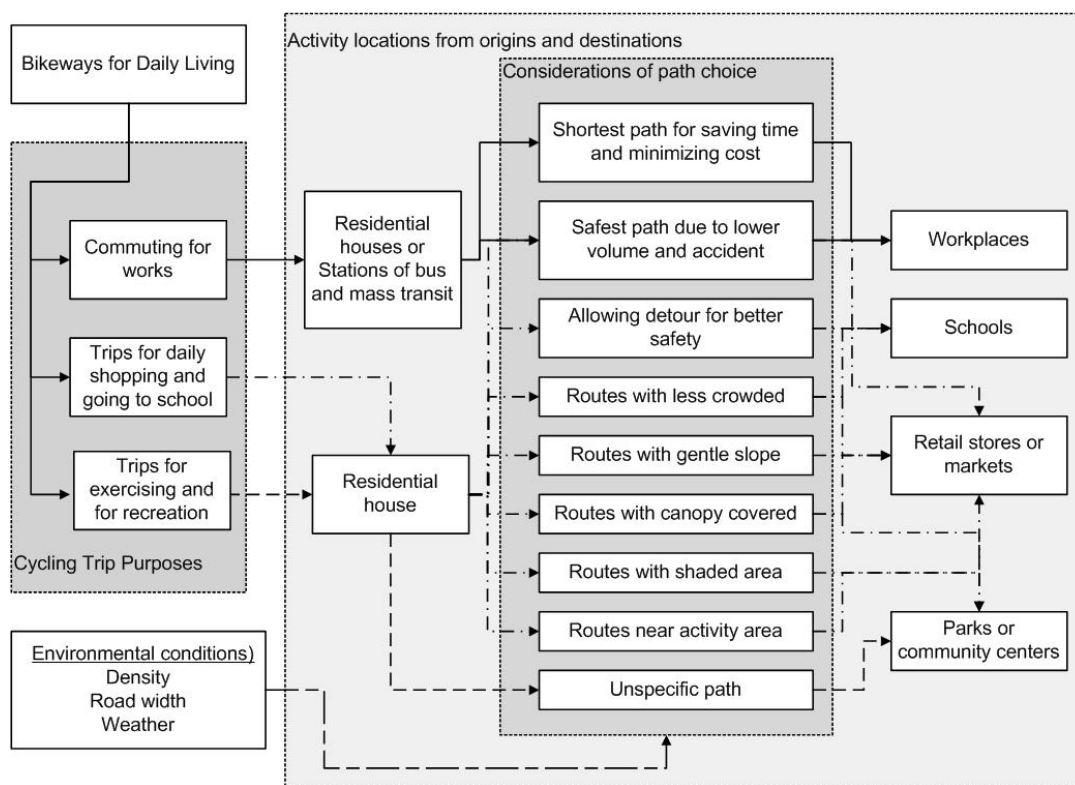 Bikeways for Daily Living
Activity locations from origins and destinations
Considerations of path choice
Shortest path for saving time
and minimizing cost
Commuting for
works
Residential
houses or
Stations of bus
and mass transit
Safest path due to lower
volume and accident
Workplaces
Allowing detour for better
safety
Schools
Trips for daily
shopping and
going to school
Routes with less crowded
Routes with gentle slope
Retail stores or
markets
Trips for
exercising and
for recreation
Residential
house
Routes with canopy covered
Cycling Trip Purposes
Routes with shaded area
Routes near activity area
Parks or
community centers
Environmental conditions)
Density
Road width
Weather
Unspecific path